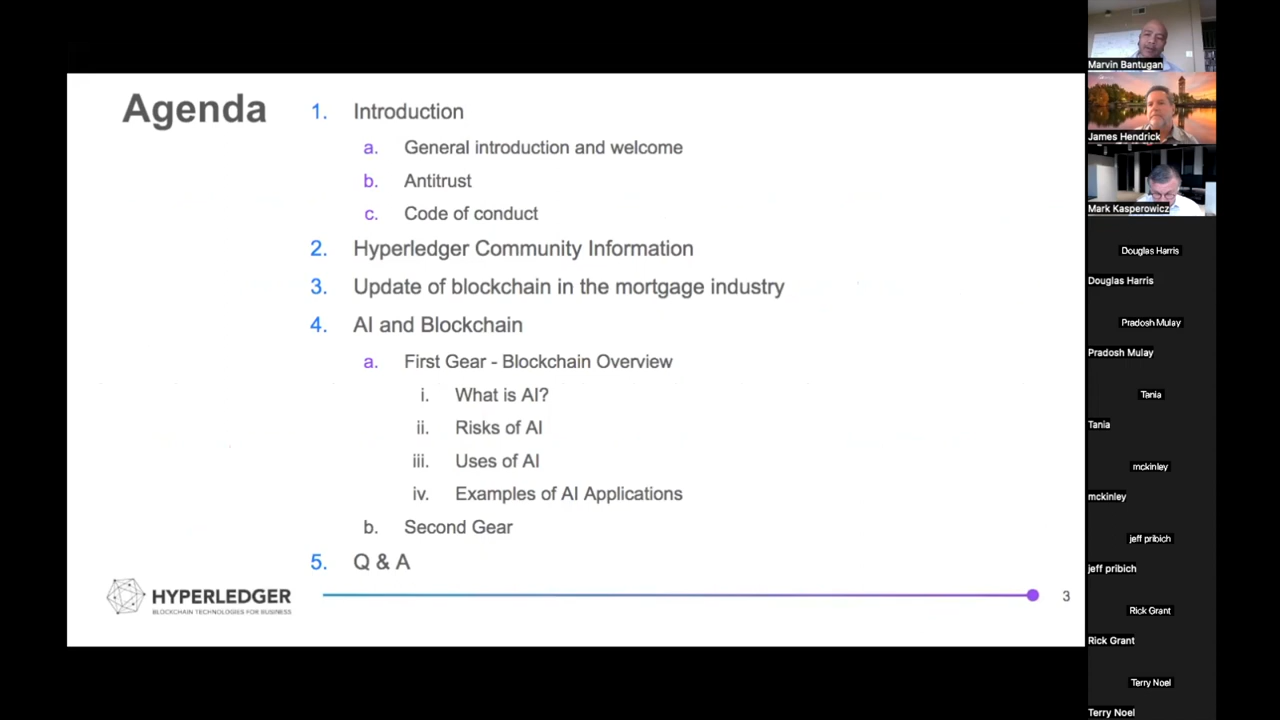 Agenda
1. Introduction
a. General introduction and welcome
b. Antitrust
c. Code of conduct
2. Hyperledger Community Information
3. Update of blockchain in the mortgage industry
4. AI and Blockchain
a. First Gear - Blockchain Overview
i. What is AI?
ii. Risks of AI
iii. Uses of AI
iv. Examples of AI Applications
b. Second Gear
5. Q & A
HYPERLEDGER
BLOCKCHAIN TECHNOLOGIES FOR BUSINESS
3
Marvin Bantugan
James Hendrick
Mark Kasperowicz
Douglas Harris
Douglas Harris
Pradosh Mulay
Pradosh Mulay
Tania
Tania
mckinley
mckinley
jeff pribich
jeff pribich
Rick Grant
Rick Grant
Terry Noel
Terry Noel